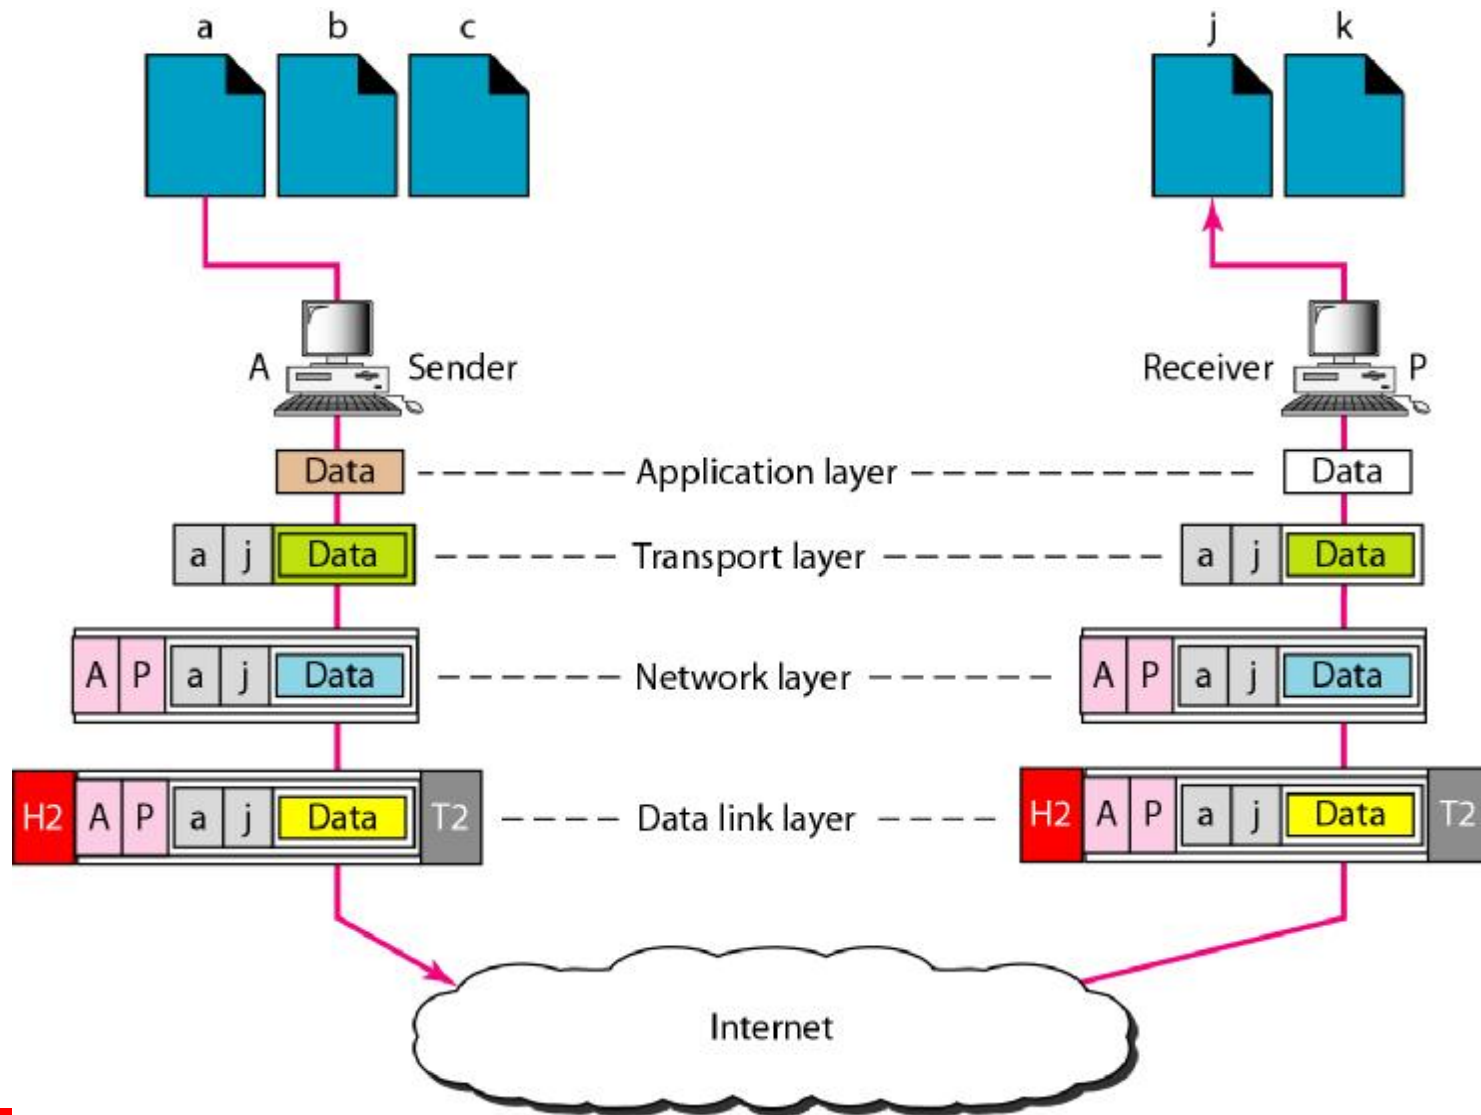 a b c j k
A Sender Receiver P
Data Application layer Data
a j Data Transport layer a j Data
A P a j Data Network layer A P a j Data
H2 A P a j Data T2 Data link layer H2 A P a j Data T2
Internet